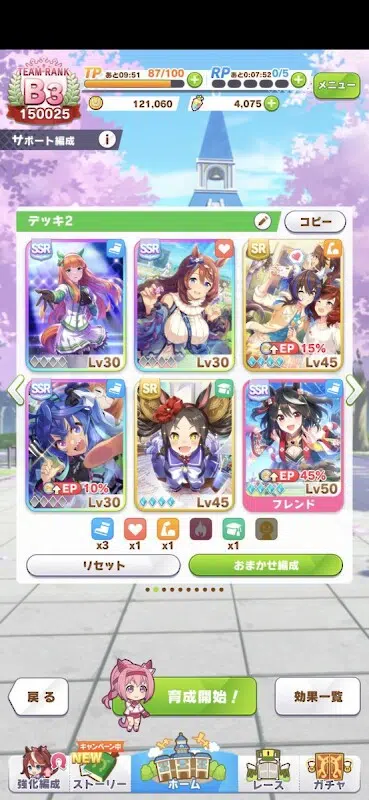 TEAM RANK
B3
150025
TP あと09:51 87/100
RP あと0:07:52 0/5
メニュー
121,060
4,075
サポート編成
デッキ2
コピー
SSR
Lv30
SSR
Lv30
SR
EP 15%
Lv45
SSR
EP 10%
Lv30
SR
Lv45
SSR
EP 45%
Lv50
フレンド
x3 x1 x1 x1
リセット
おまかせ編成
戻る
育成開始！
効果一覧
強化編成
キャンペーン中
NEW
ストーリー
ホーム
レース
ガチャ